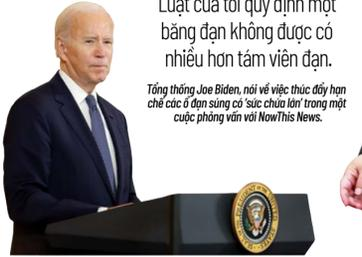 Luật của tôi quy định một
băng đạn không được có
nhiều hơn tám viên đạn.
Tổng thống Joe Biden, nói về việc thúc đẩy hạn
chế các ổ đạn súng có ‘sức chứa lớn’ trong một
cuộc phỏng vấn với NowThis News.